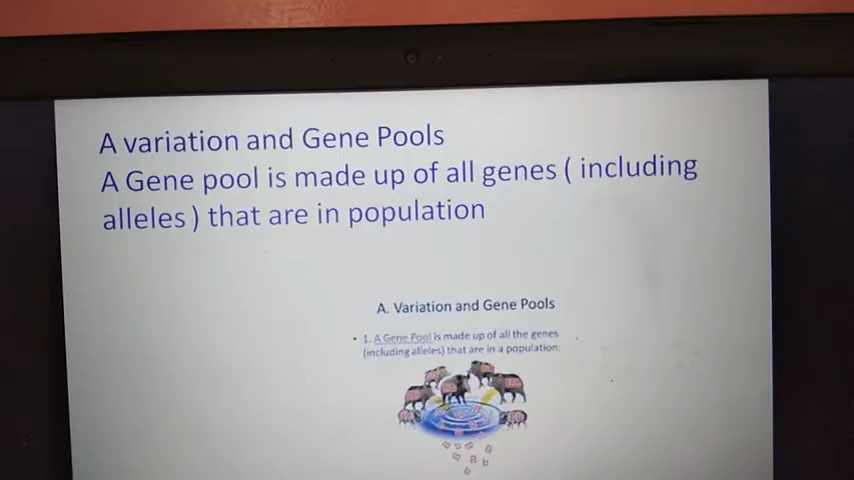 A variation and Gene Pools
A Gene pool is made up of all genes ( including
alleles ) that are in population
A. Variation and Gene Pools
• 1. A Gene Pool is made up of all the genes
(including alleles) that are in a population.
B
b
b